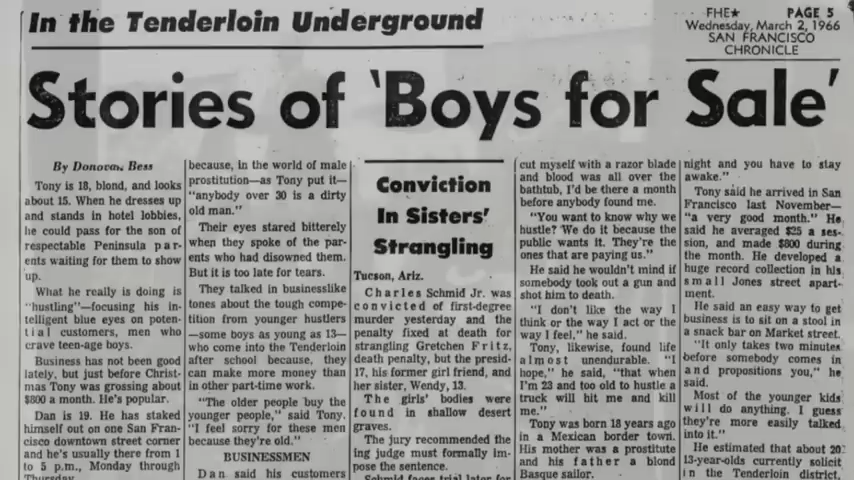 In the Tenderloin Underground
FHE★ PAGE 5
Wednesday, March 2, 1966
SAN FRANCISCO
CHRONICLE
Stories of 'Boys for Sale'
By Donovan Bess
Tony is 18, blond, and looks
about 15. When he dresses up
and stands in hotel lobbies,
he could pass for the son of
respectable Peninsula par-
ents waiting for them to show
up.
What he really is doing is
"hustling"—focusing his in-
telligent blue eyes on poten-
tial customers, men who
crave teen-age boys.
Business has not been good
lately, but just before Christ-
mas Tony was grossing about
$800 a month. He's popular.
Dan is 19. He has staked
himself out on one San Fran-
cisco downtown street corner
and he's usually there from 1
to 5 p.m., Monday through
Thursday
because, in the world of male
prostitution—as Tony put it—
"anybody over 30 is a dirty
old man."
Their eyes stared bitterly
when they spoke of the par-
ents who had disowned them.
But it is too late for tears.
They talked in businesslike
tones about the tough compe-
tition from younger hustlers
—some boys as young as 13—
who come into the Tenderloin
after school because, they
can make more money than
in other part-time work.
"The older people buy the
younger people," said Tony.
"I feel sorry for these men
because they're old."
BUSINESSMEN
Dan said his customers
Conviction
In Sisters'
Strangling
Tucson, Ariz.
Charles Schmid Jr. was
convicted of first-degree
murder yesterday and the
penalty fixed at death for
strangling Gretchen Fritz,
death penalty, but the presid-
17, his former girl friend, and
her sister, Wendy, 13.
The girls' bodies were
found in shallow desert
graves.
The jury recommended the
ing judge must formally im-
pose the sentence.
Schmid faces trial later for
cut myself with a razor blade
and blood was all over the
bathtub, I'd be there a month
before anybody found me.
"You want to know why we
hustle? We do it because the
public wants it. They're the
ones that are paying us."
He said he wouldn't mind if
somebody took out a gun and
shot him to death.
"I don't like the way I
think or the way I act or the
way I feel," he said.
Tony, likewise, found life
almost unendurable. "I
hope," he said, "that when
I'm 23 and too old to hustle a
truck will hit me and kill
me."
Tony was born 18 years ago
in a Mexican border town.
His mother was a prostitute
and his father a blond
Basque sailor.
night and you have to stay
awake."
Tony said he arrived in San
Francisco last November—
"a very good month." He
said he averaged $25 a ses-
sion, and made $800 during
the month. He developed a
huge record collection in his
small Jones street apart-
ment.
He said an easy way to get
business is to sit on a stool in
a snack bar on Market street.
"It only takes two minutes
before somebody comes in
and propositions you," he
said.
Most of the younger kids
will do anything. I guess
they're more easily talked
into it."
He estimated that about 20
13-year-olds currently solicit
in the Tenderloin district,